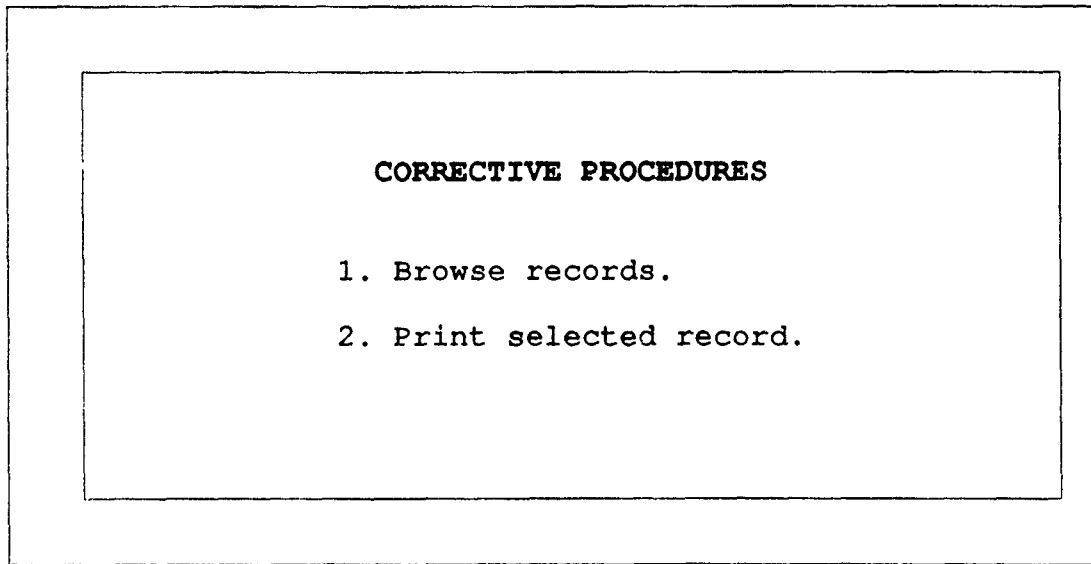 CORRECTIVE PROCEDURES
1. Browse records.
2. Print selected record.